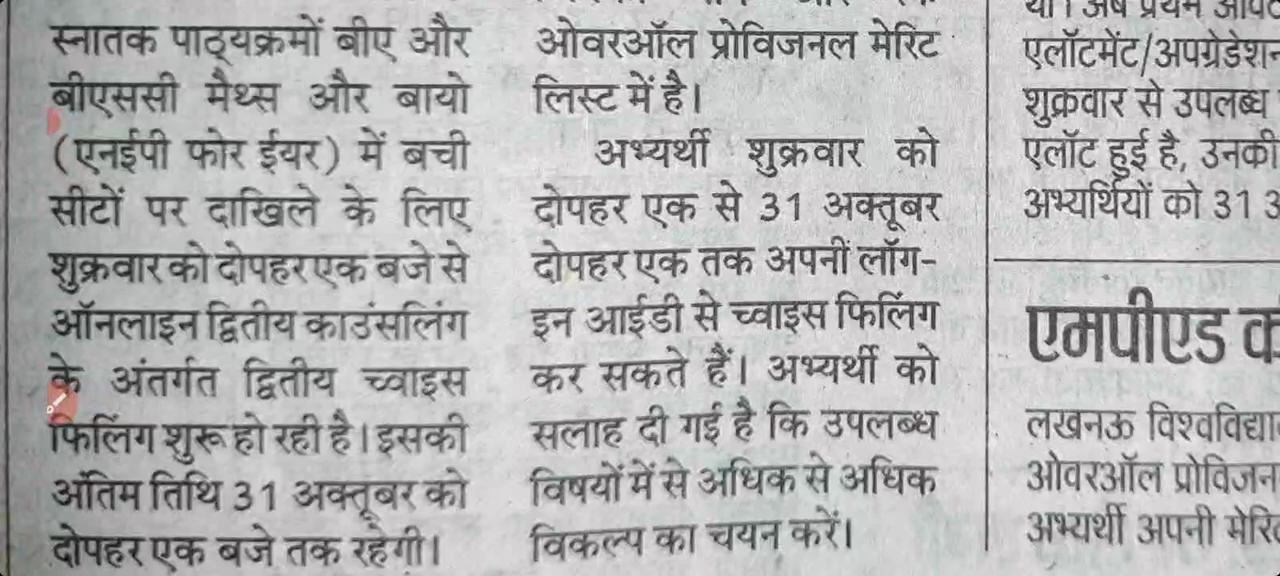 स्नातक पाठ्यक्रमों बीए और
बीएससी मैथ्स और बायो
(एनईपी फोर ईयर) में बची
सीटों पर दाखिले के लिए
शुक्रवार को दोपहर एक बजे से
ऑनलाइन द्वितीय काउंसलिंग
के अंतर्गत द्वितीय च्वाइस
फिलिंग शुरू हो रही है। इसकी
अंतिम तिथि 31 अक्तूबर को
दोपहर एक बजे तक रहेगी।
ओवरऑल प्रोविजनल मेरिट
लिस्ट में है।
अभ्यर्थी शुक्रवार को
दोपहर एक से 31 अक्तूबर
दोपहर एक तक अपनी लॉग-
इन आईडी से च्वाइस फिलिंग
कर सकते हैं। अभ्यर्थी को
सलाह दी गई है कि उपलब्ध
विषयों में से अधिक से अधिक
विकल्प का चयन करें।
था। अब प्रथम
एलॉटमेंट/अपग्रेडेशन
शुक्रवार से उपलब्ध
एलॉट हुई है, उनकी
अभ्यर्थियों को 31
एमपीएड
लखनऊ
ओवरऑल
अभ्यर्थी अपनी